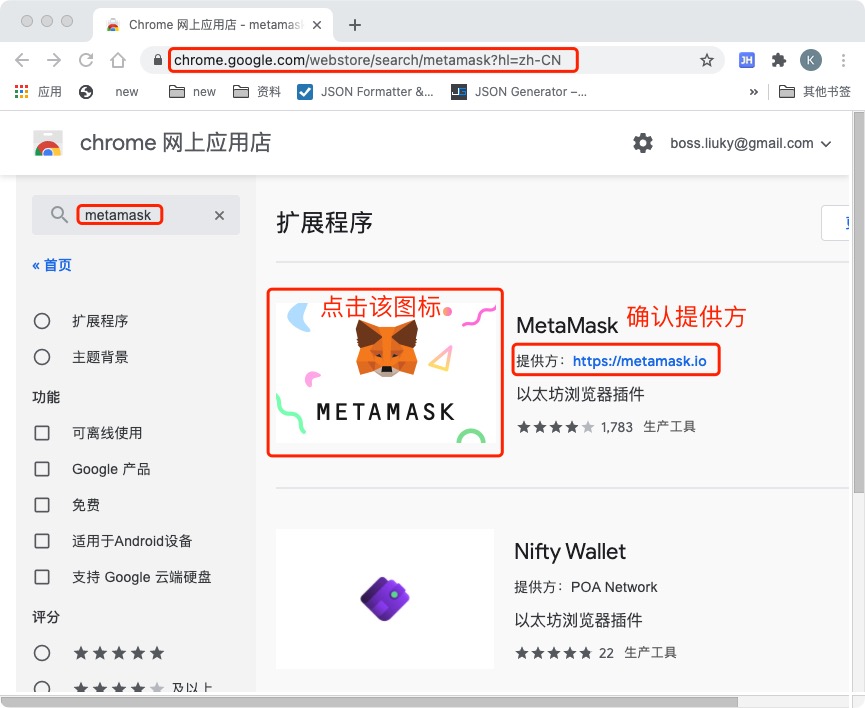 Chrome 网上应用店 - metamas
chrome.google.com/webstore/search/metamask?hl=zh-CN
JH
K
应用
new
new
资料
JSON Formatter &...
JSON Generator –...
»
其他书签
chrome 网上应用店
boss.liuky@gmail.com
metamask
« 首页
扩展程序
主题背景
功能
可离线使用
Google 产品
免费
适用于Android设备
支持 Google 云端硬盘
评分
及以上
扩展程序
点击该图标
METAMASK
MetaMask
确认提供方
提供方：https://metamask.io
以太坊浏览器插件
1,783 生产工具
Nifty Wallet
提供方：POA Network
以太坊浏览器插件
22 生产工具